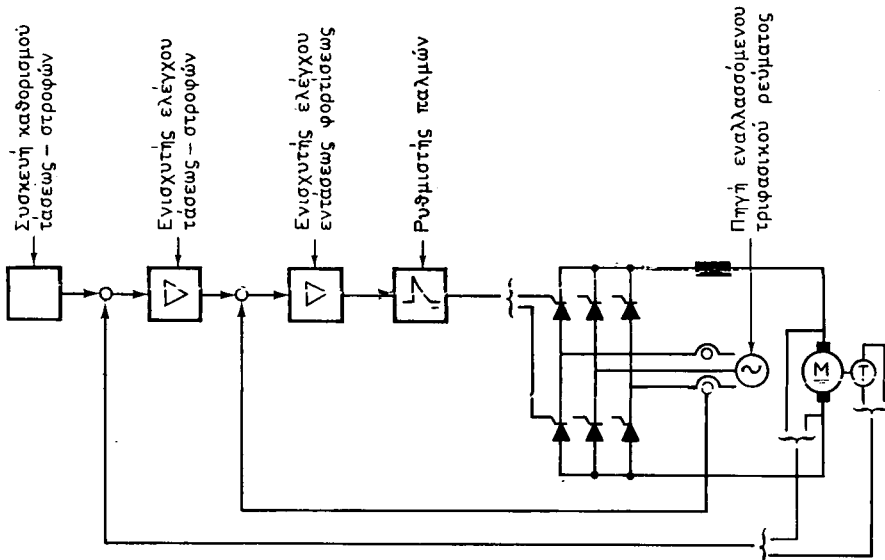 Συσκευή καθορισμού
τάσεως – στροφών
Ενισχυτής ελέγχου
τάσεως – στροφών
Ενισχυτής ελέγχου
εντάσεως φορτίσεως
Ρυθμιστής παλμών
Πηγή εναλλασσόμενου
τριφασικού ρεύματος
M
T